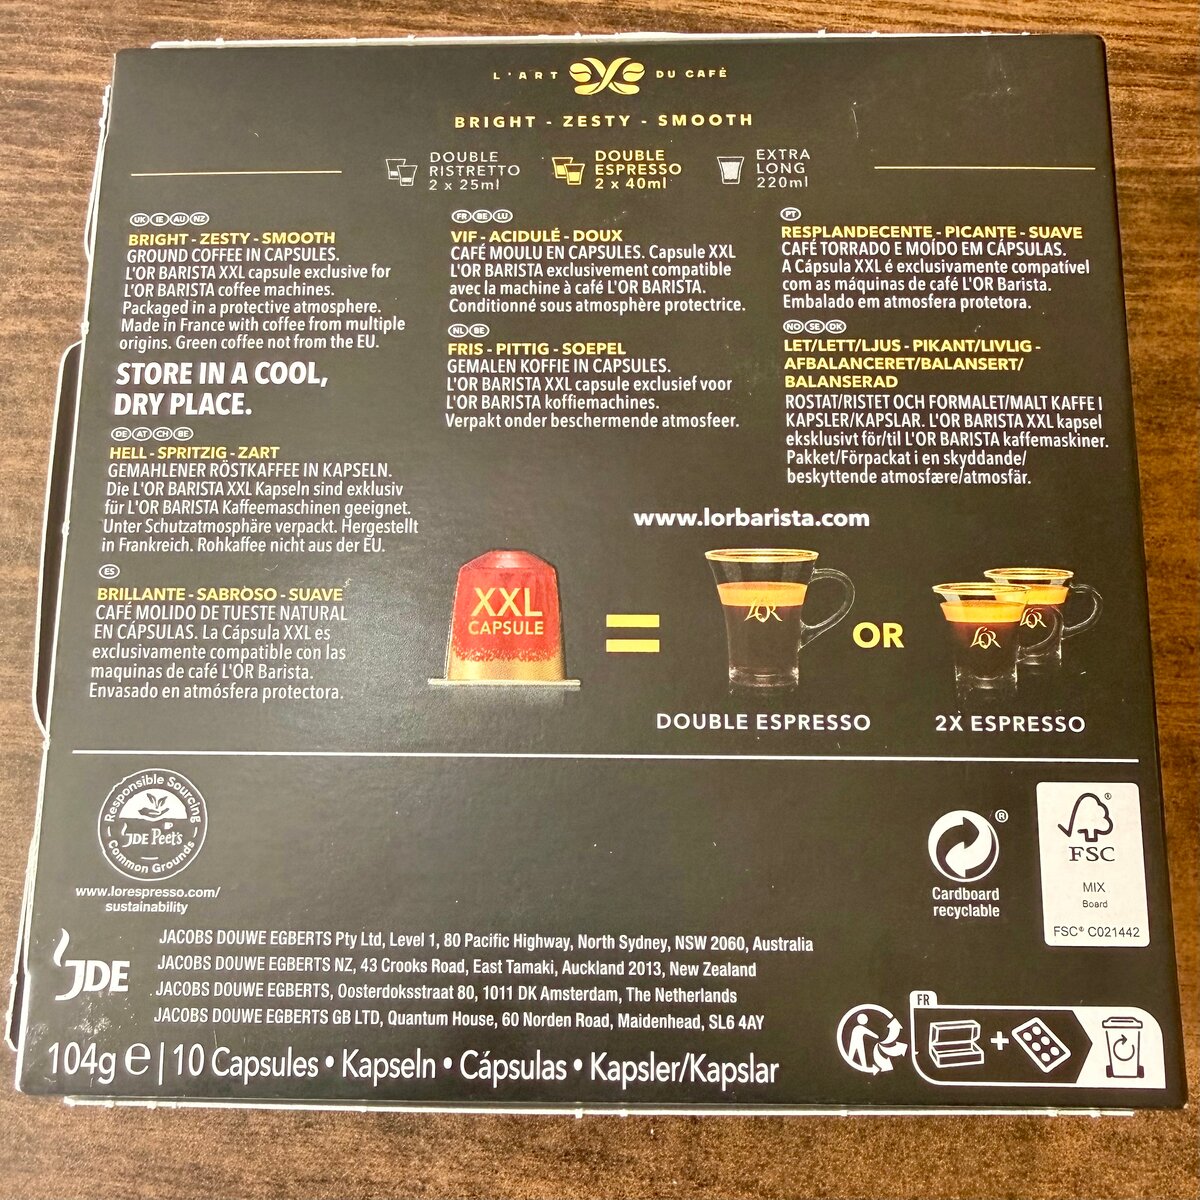 L'ART DU CAFÉ
BRIGHT - ZESTY - SMOOTH
DOUBLE
RISTRETTO
2 x 25ml
DOUBLE
ESPRESSO
2 x 40ml
EXTRA
LONG
220ml
UK IE AU NZ
BRIGHT - ZESTY - SMOOTH
GROUND COFFEE IN CAPSULES.
L'OR BARISTA XXL capsule exclusive for
L'OR BARISTA coffee machines.
Packaged in a protective atmosphere.
Made in France with coffee from multiple
origins. Green coffee not from the EU.
STORE IN A COOL,
DRY PLACE.
DE AT CH BE
HELL - SPRITZIG - ZART
GEMAHLENER RÖSTKAFFEE IN KAPSELN.
Die L'OR BARISTA XXL Kapseln sind exklusiv
für L'OR BARISTA Kaffeemaschinen geeignet.
Unter Schutzatmosphäre verpackt. Hergestellt
in Frankreich. Rohkaffee nicht aus der EU.
ES
BRILLANTE - SABROSO - SUAVE
CAFÉ MOLIDO DE TUESTE NATURAL
EN CÁPSULAS. La Cápsula XXL es
exclusivamente compatible con las
maquinas de café L'OR Barista.
Envasado en atmósfera protectora.
FR BE LU
VIF - ACIDULÉ - DOUX
CAFÉ MOULU EN CAPSULES. Capsule XXL
L'OR BARISTA exclusivement compatible
avec la machine à café L'OR BARISTA.
Conditionné sous atmosphère protectrice.
NL BE
FRIS - PITTIG - SOEPEL
GEMALEN KOFFIE IN CAPSULES.
L'OR BARISTA XXL capsule exclusief voor
L'OR BARISTA koffiemachines.
Verpakt onder beschermende atmosfeer.
PT
RESPLANDECENTE - PICANTE - SUAVE
CAFÉ TORRADO E MOÍDO EM CÁPSULAS.
A Cápsula XXL é exclusivamente compatível
com as máquinas de café L'OR Barista.
Embalado em atmosfera protetora.
NO SE DK
LET/LETT/LJUS - PIKANT/LIVLIG -
AFBALANCERET/BALANSERT/
BALANSERAD
ROSTAT/RISTET OCH FORMALET/MALT KAFFE I
KAPSLER/KAPSLAR. L'OR BARISTA XXL kapsel
eksklusivt för/til L'OR BARISTA kaffemaskiner.
Pakket/Förpackat i en skyddande/
beskyttende atmosfære/atmosfär.
www.lorbarista.com
XXL
CAPSULE
=
L'OR
OR
L'OR
L'OR
DOUBLE ESPRESSO
2X ESPRESSO
Responsible Sourcing
JDE Peet's
Common Grounds
www.lorespresso.com/
sustainability
Cardboard
recyclable
®
FSC
MIX
Board
FSC® C021442
JDE
JACOBS DOUWE EGBERTS Pty Ltd, Level 1, 80 Pacific Highway, North Sydney, NSW 2060, Australia
JACOBS DOUWE EGBERTS NZ, 43 Crooks Road, East Tamaki, Auckland 2013, New Zealand
JACOBS DOUWE EGBERTS, Oosterdoksstraat 80, 1011 DK Amsterdam, The Netherlands
JACOBS DOUWE EGBERTS GB LTD, Quantum House, 60 Norden Road, Maidenhead, SL6 4AY
104g ℮ | 10 Capsules • Kapseln • Cápsulas • Kapsler/Kapslar
FR
+